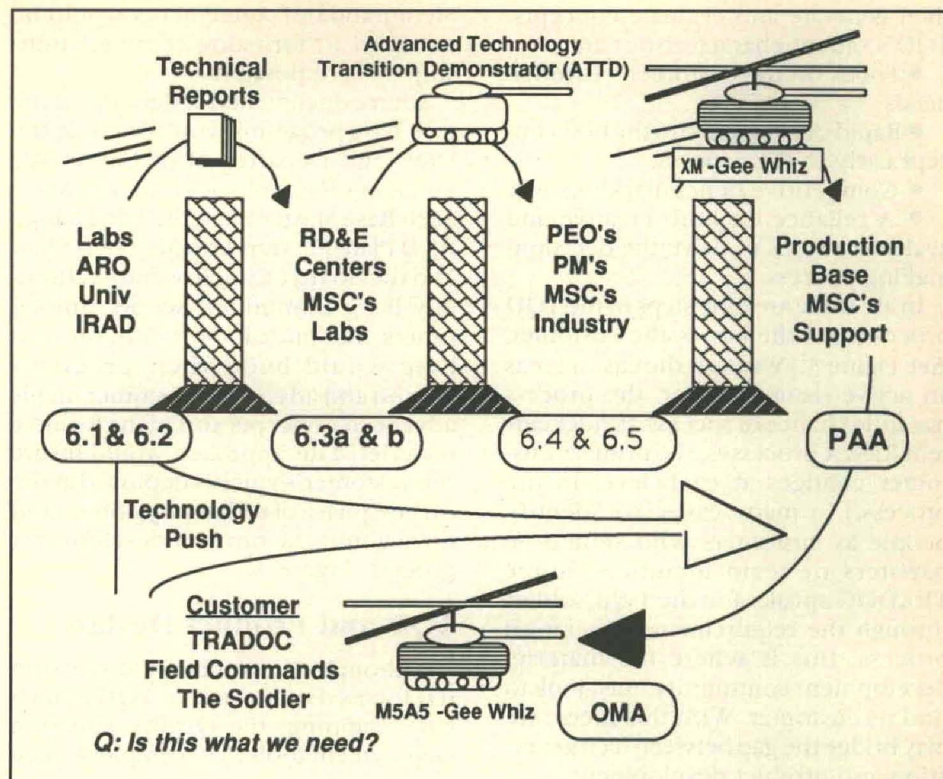 Technical
Reports
Advanced Technology
Transition Demonstrator (ATTD)
XM-Gee Whiz
Labs
ARO
Univ
IRAD
RD&E
Centers
MSC's
Labs
PEO's
PM's
MSC's
Industry
Production
Base
MSC's
Support
6.1& 6.2
6.3a & b
6.4 & 6.5
PAA
Technology
Push
Customer
TRADOC
Field Commands
The Soldier
M5A5 -Gee Whiz
OMA
Q: Is this what we need?